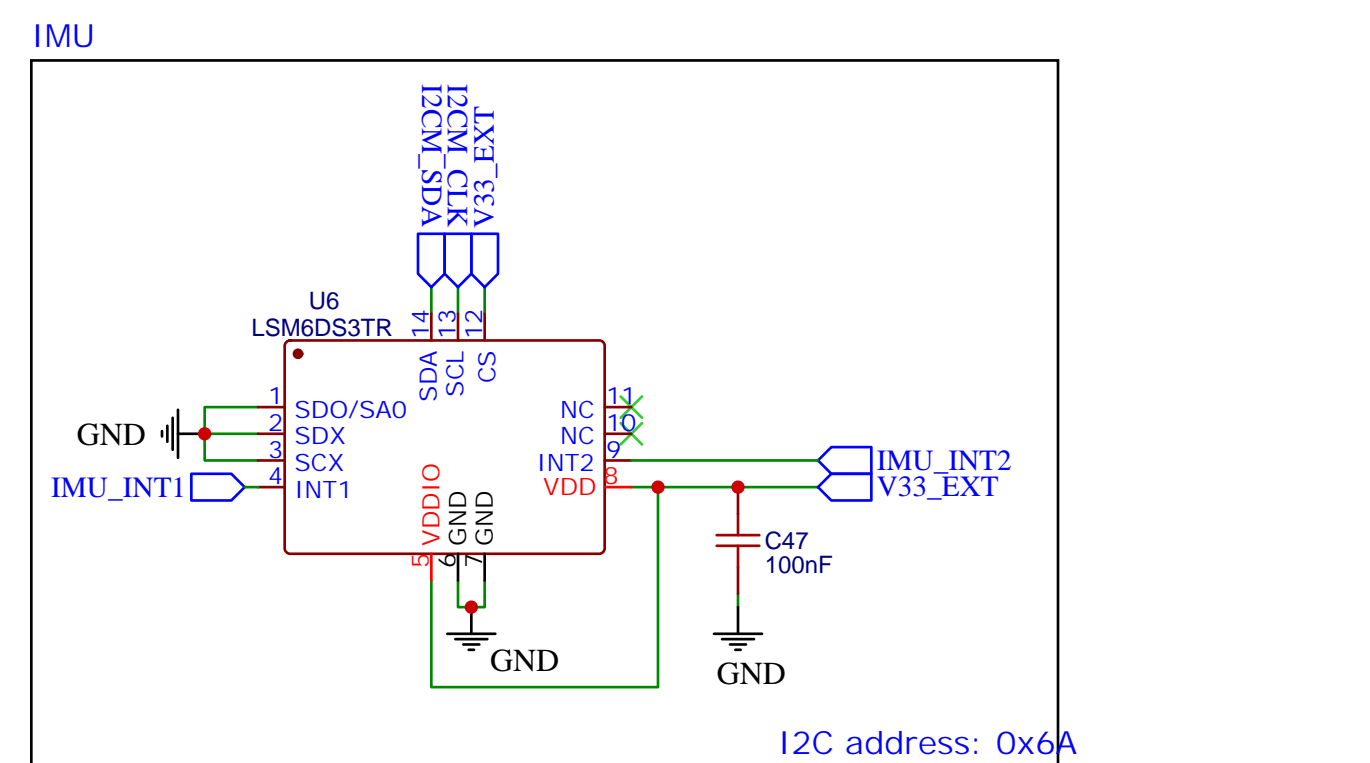 IMU
I2CM_SDA
I2CM_CLK
V33_EXT
U6
LSM6DS3TR
14
13
12
SDA
SCL
CS
1
SDO/SA0
2
SDX
3
SCX
4
INT1
GND
IMU_INT1
NC
11
NC
10
INT2
9
VDD
8
IMU_INT2
V33_EXT
VDDIO
GND
GND
5
6
7
C47
100nF
GND
GND
I2C address: 0x6A